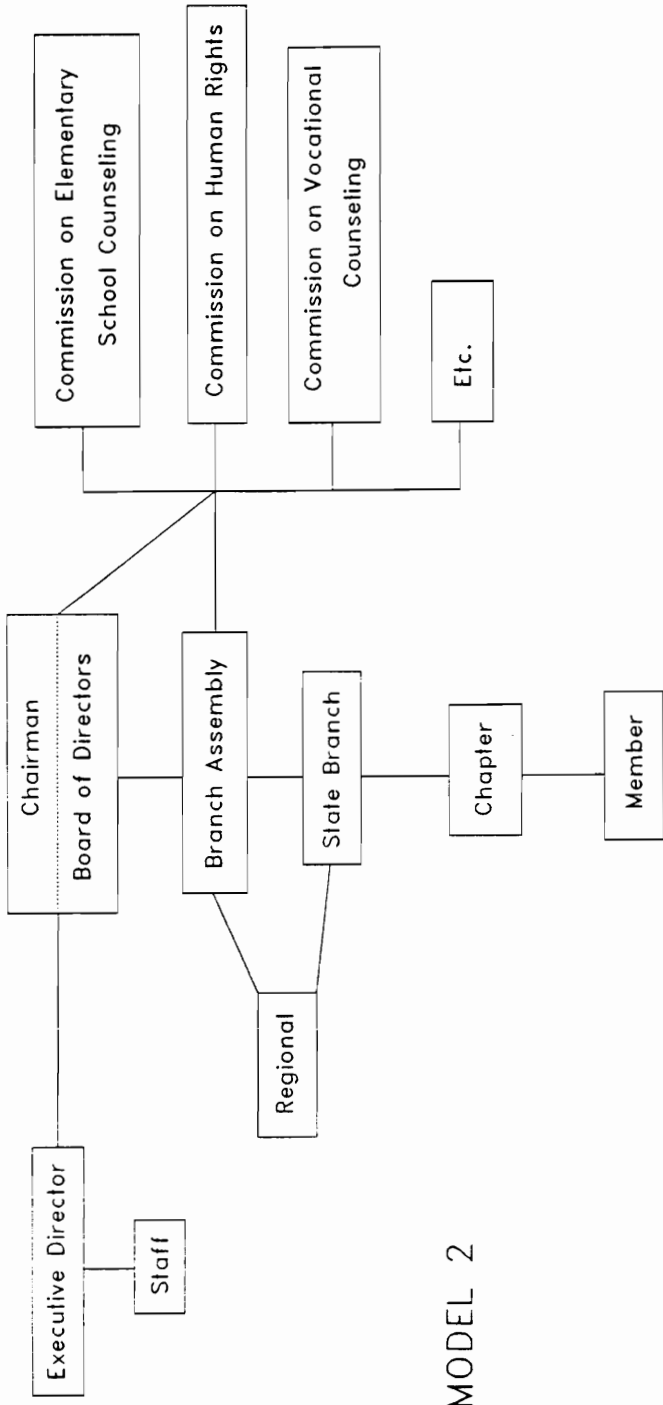 Executive Director
Staff
Chairman
Board of Directors
Branch Assembly
Regional
State Branch
Chapter
Member
Commission on Elementary
School Counseling
Commission on Human Rights
Commission on Vocational
Counseling
Etc.
MODEL 2